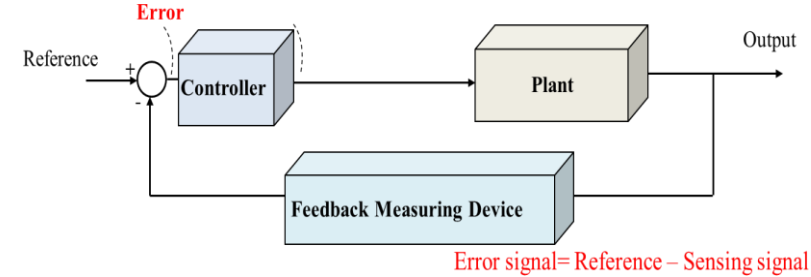 Error
Output
Reference
+
-
Controller
Plant
Feedback Measuring Device
Error signal= Reference – Sensing signal